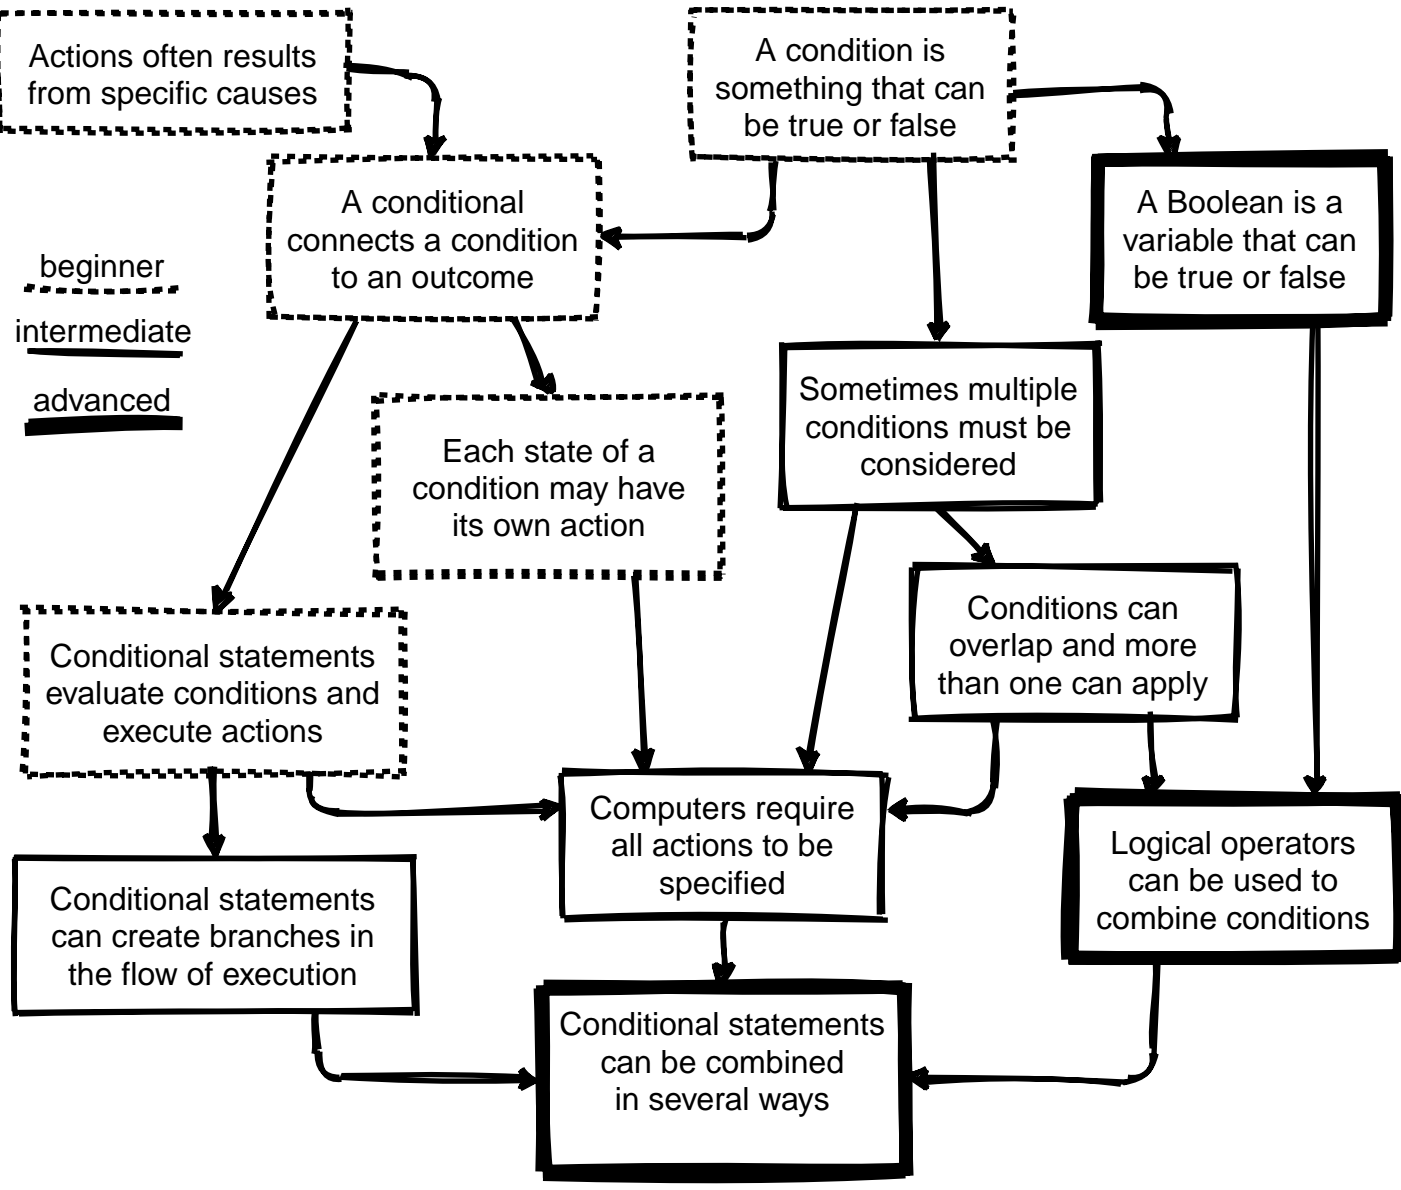 Actions often results
from specific causes
A condition is
something that can
be true or false
A conditional
connects a condition
to an outcome
A Boolean is a
variable that can
be true or false
beginner
intermediate
advanced
Sometimes multiple
conditions must be
considered
Each state of a
condition may have
its own action
Conditions can
overlap and more
than one can apply
Conditional statements
evaluate conditions and
execute actions
Computers require
all actions to be
specified
Logical operators
can be used to
combine conditions
Conditional statements
can create branches in
the flow of execution
Conditional statements
can be combined
in several ways